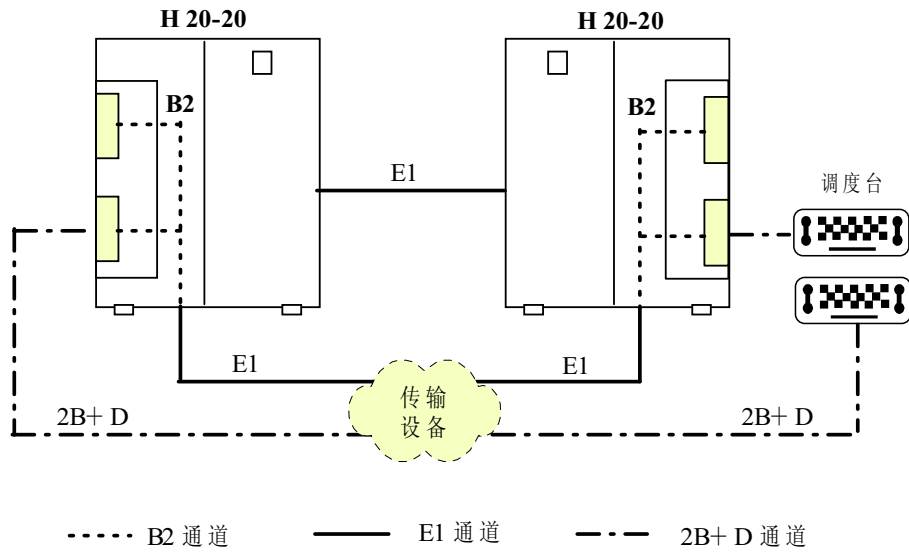 H 20-20
H 20-20
B2
B2
E1
调度台
E1
E1
传输
设备
2B+ D
2B+ D
B2 通道
E1 通道
2B+ D 通道